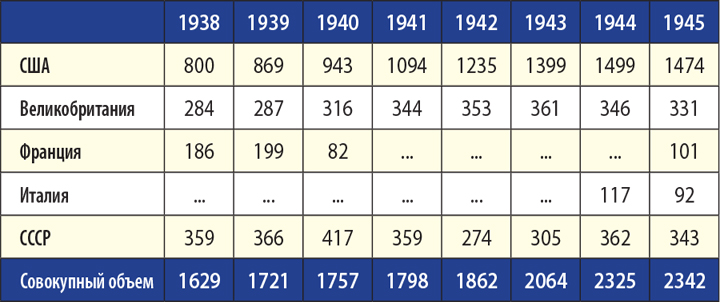 1938 1939 1940 1941 1942 1943 1944 1945
США 800 869 943 1094 1235 1399 1499 1474
Великобритания 284 287 316 344 353 361 346 331
Франция 186 199 82 ... ... ... ... 101
Италия ... ... ... ... ... ... 117 92
СССР 359 366 417 359 274 305 362 343
Совокупный объем 1629 1721 1757 1798 1862 2064 2325 2342